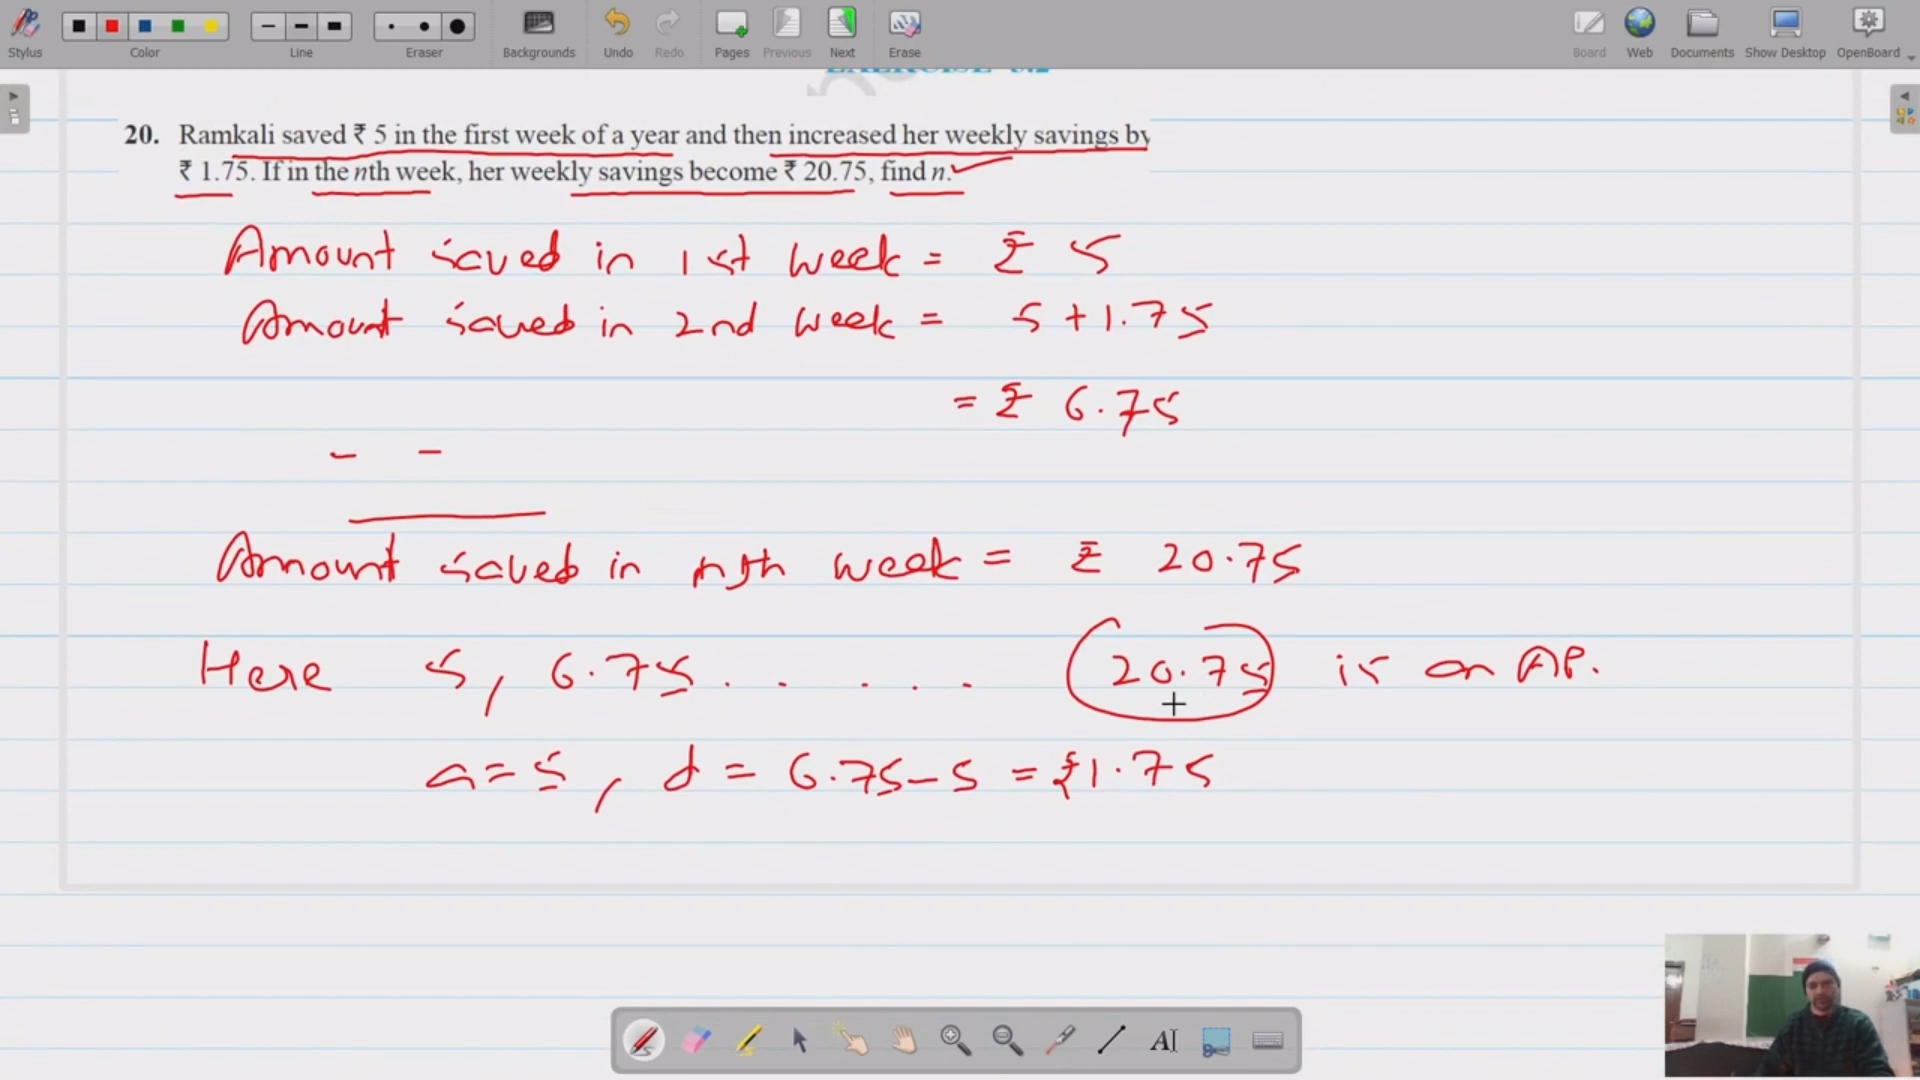 Stylus
Color
Line
Eraser
Backgrounds
Undo
Redo
Pages
Previous
Next
Erase
Board
Web
Documents
Show Desktop
OpenBoard
20. Ramkali saved ₹ 5 in the first week of a year and then increased her weekly savings by
₹ 1.75. If in the nth week, her weekly savings become ₹ 20.75, find n.
Amount saved in 1st week = ₹ 5
Amount saved in 2nd week = 5 + 1.75
= ₹ 6.75
- -
Amount saved in nth week = ₹ 20.75
Here 5, 6.75 . . . . . 20.75 is an AP.
a = 5, d = 6.75 - 5 = ₹1.75
AI